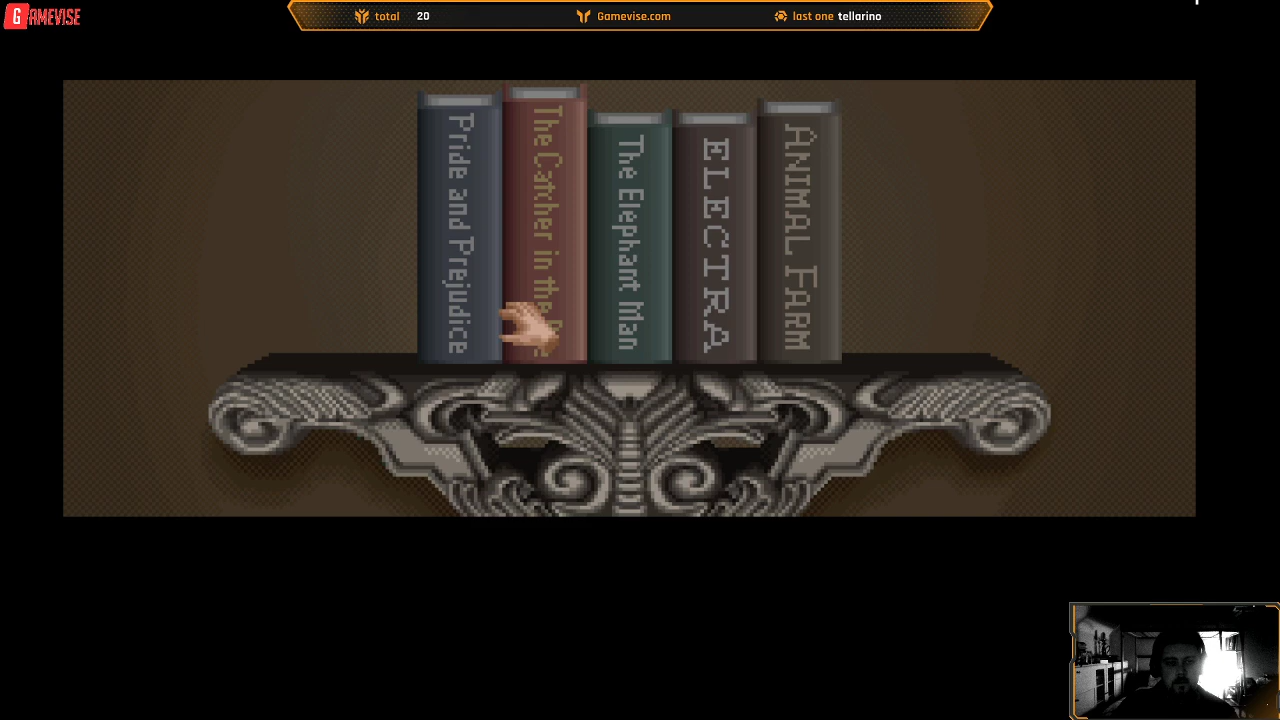 GAMEVISE
total 20
Gamevise.com
last one tellarino
Pride and Prejudice
The Catcher in the
The Elephant Man
ELECTRA
ANIMAL FARM